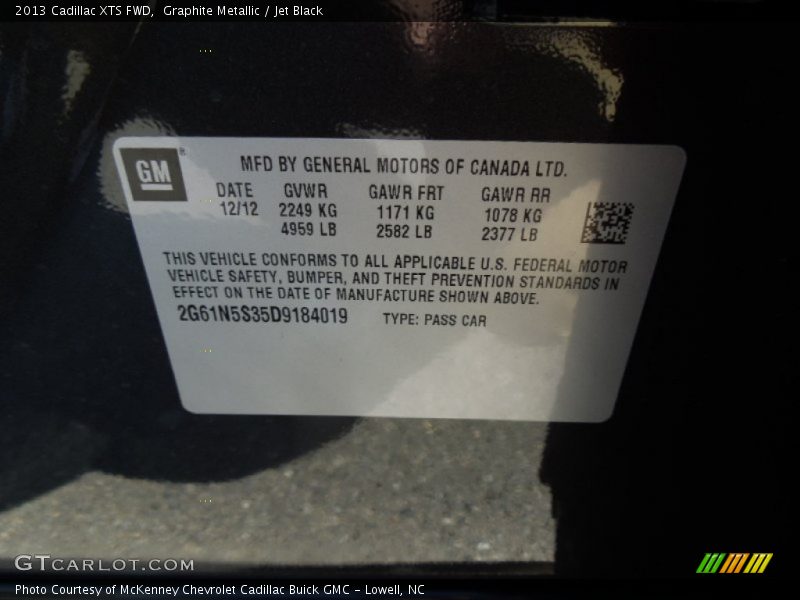 2013 Cadillac XTS FWD, Graphite Metallic / Jet Black
GM®
MFD BY GENERAL MOTORS OF CANADA LTD.
DATE GVWR GAWR FRT GAWR RR
12/12 2249 KG 1171 KG 1078 KG
4959 LB 2582 LB 2377 LB
THIS VEHICLE CONFORMS TO ALL APPLICABLE U.S. FEDERAL MOTOR
VEHICLE SAFETY, BUMPER, AND THEFT PREVENTION STANDARDS IN
EFFECT ON THE DATE OF MANUFACTURE SHOWN ABOVE.
2G61N5S35D9184019 TYPE: PASS CAR
GTCARLOT.COM
Photo Courtesy of McKenney Chevrolet Cadillac Buick GMC - Lowell, NC